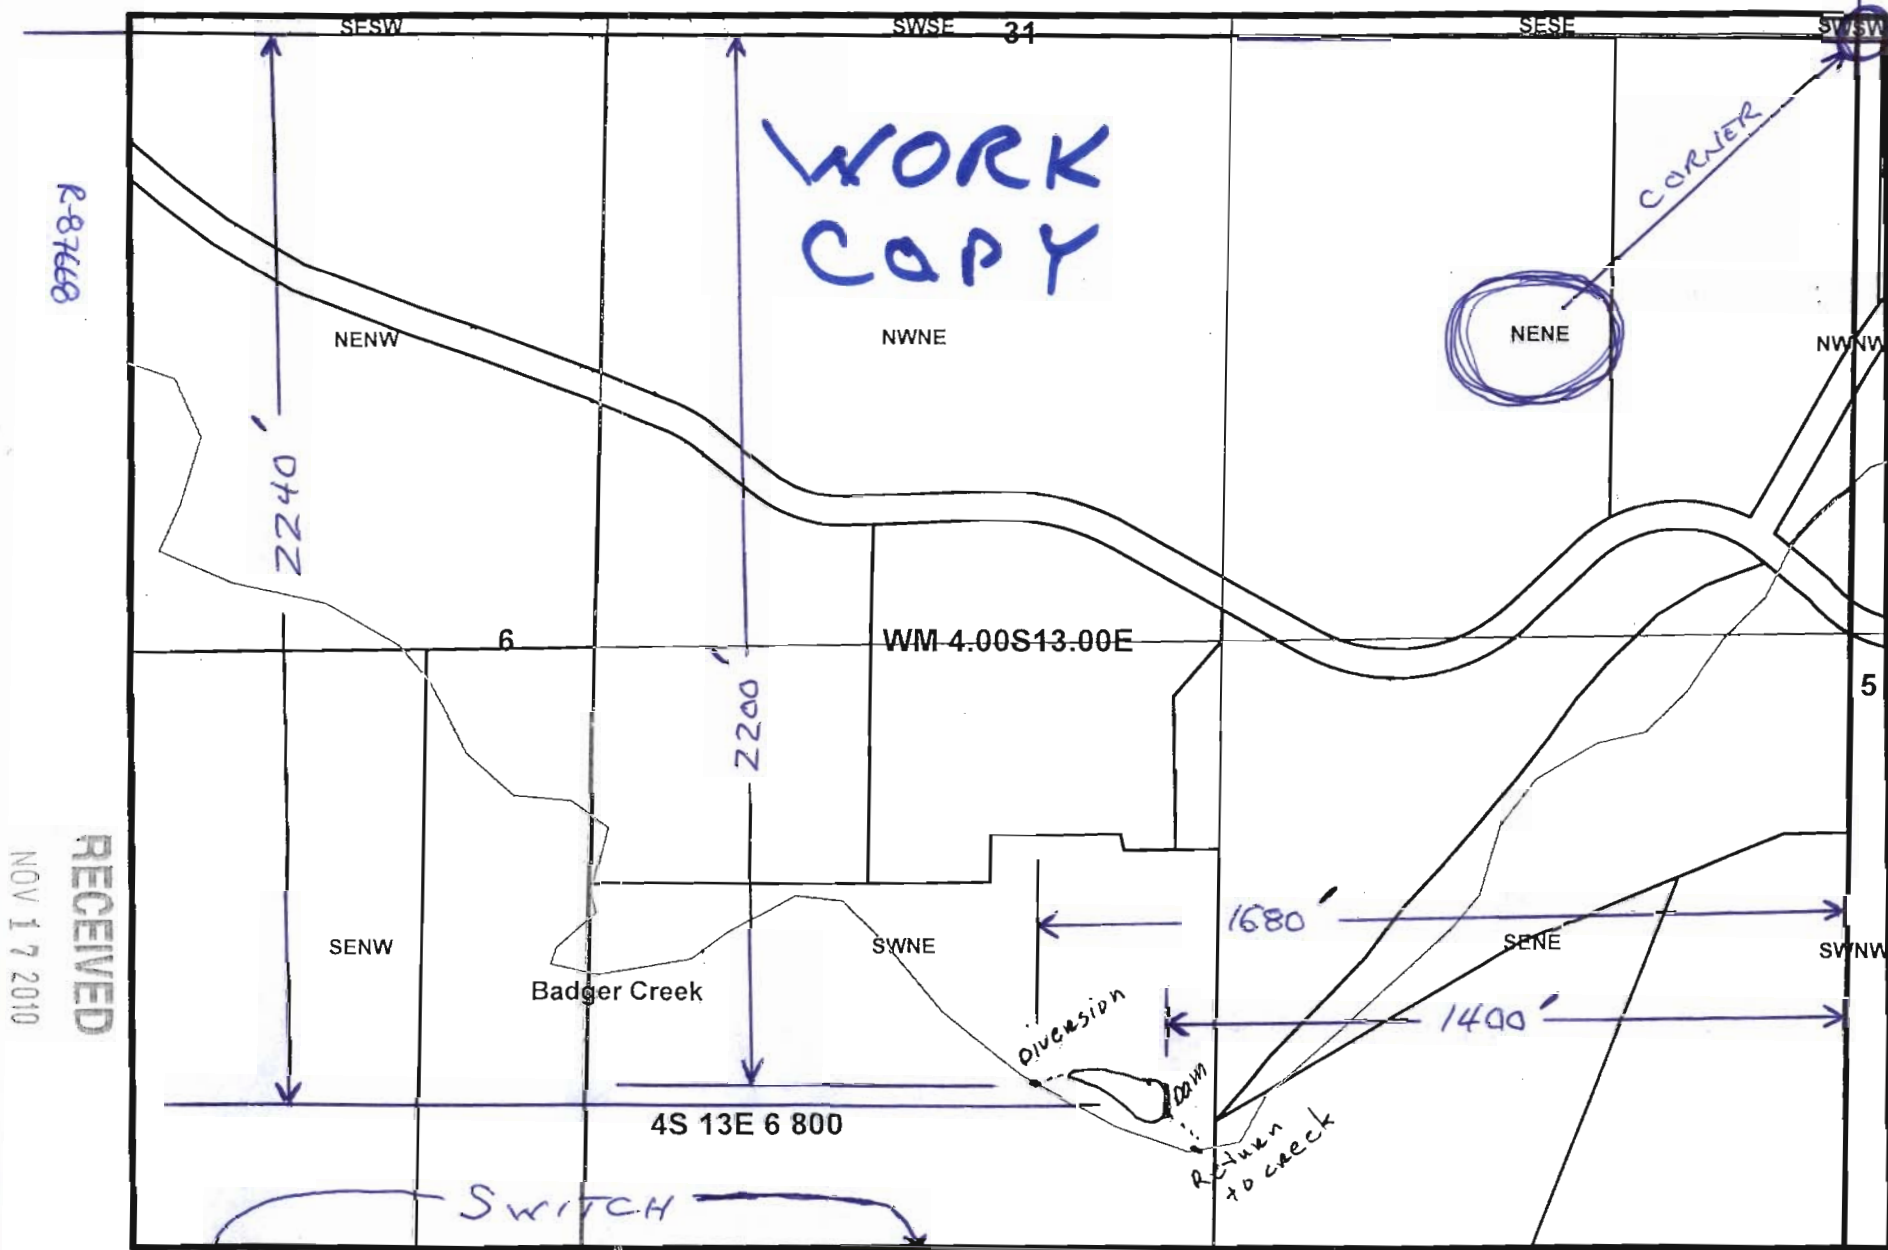 SESW SWSE 31 SESE SWSW
WORK
COPY
CORNER
R-87668
NENW NWNE NENE NWNW
2240'
6 WM 4.00S13.00E
5
2200'
RECEIVED
NOV 17 2010
1680'
SENW SWNE SENE SWNW
Badger Creek
Diversion
1400'
Dam
4S 13E 6 800
Return
to creek
SWITCH